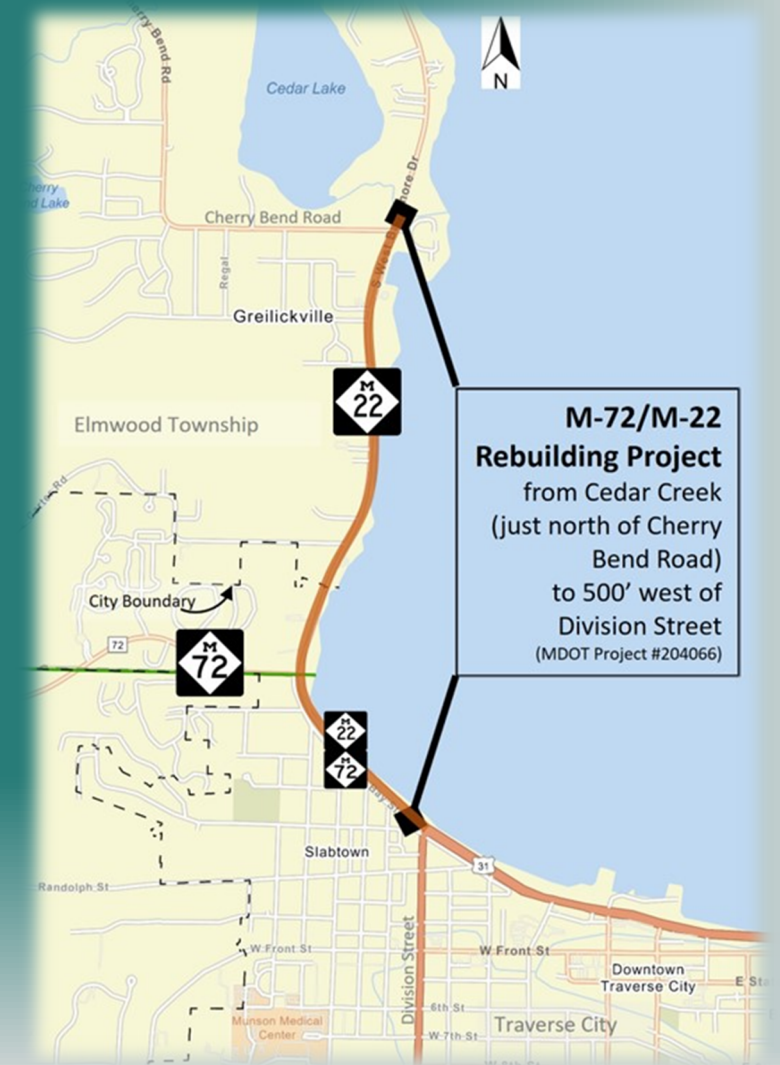 Cherry Bend Rd
N
Cedar Lake
Cherry Bend Road
Regal
Greilickville
M
22
Elmwood Township
M-72/M-22
Rebuilding Project
from Cedar Creek
(just north of Cherry
Bend Road)
to 500' west of
Division Street
(MDOT Project #204066)
City Boundary
72
M
72
M
22
M
72
Slabtown
31
Randolph St
W Front St
W Front St
Division Street
Downtown
Traverse City
6th St
Munson Medical
Center
Traverse City
W 7th St